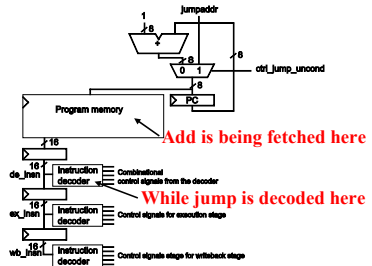 jumpaddr
1
8
+
8
6
0 1
ctrl_jump_uncond
8
PC
Program memory
Add is being fetched here
16
16
de_insn
Instruction
decoder
Combinational
control signals from the decoder
While jump is decoded here
16
ex_insn
Instruction
decoder
Control signals for execution stage
16
wb_insn
Instruction
decoder
Control signals stage for writeback stage